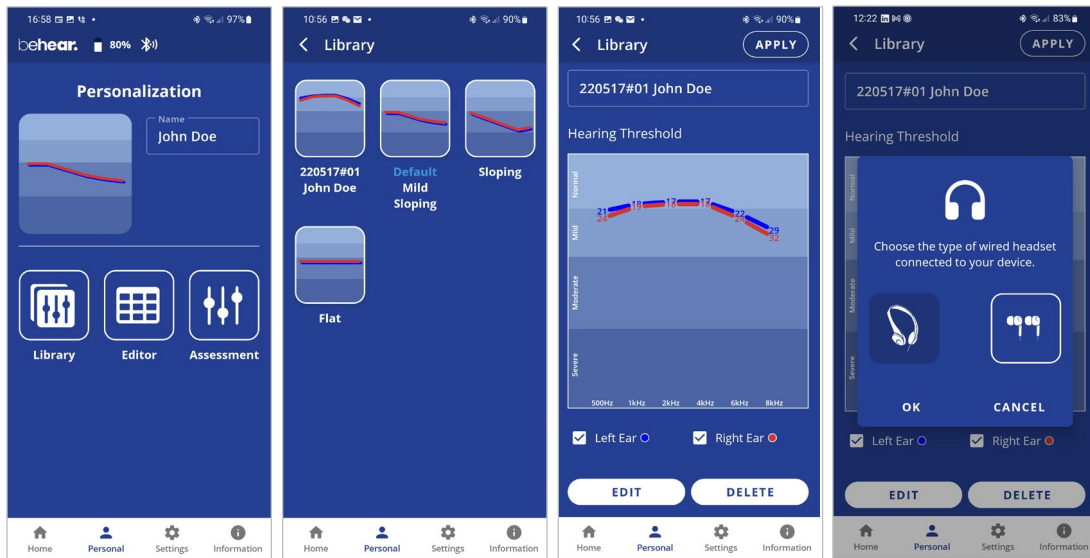 16:58
97%
behear. 80%
Personalization
Name
John Doe
Library
Editor
Assessment
Home
Personal
Settings
Information
10:56
90%
Library
220517#01
John Doe
Default
Mild
Sloping
Sloping
Flat
Home
Personal
Settings
Information
10:56
90%
Library
APPLY
220517#01 John Doe
Hearing Threshold
Normal
Mild
Moderate
Severe
21 18 17 17 22 29
24 19 18 18 24 32
500Hz 1kHz 2kHz 4kHz 6kHz 8kHz
Left Ear
Right Ear
EDIT
DELETE
Home
Personal
Settings
Information
12:22
83%
Library
APPLY
220517#01 John Doe
Hearing Threshold
Normal
Mild
Moderate
Severe
Choose the type of wired headset
connected to your device.
OK
CANCEL
Left Ear
Right Ear
EDIT
DELETE
Home
Personal
Settings
Information